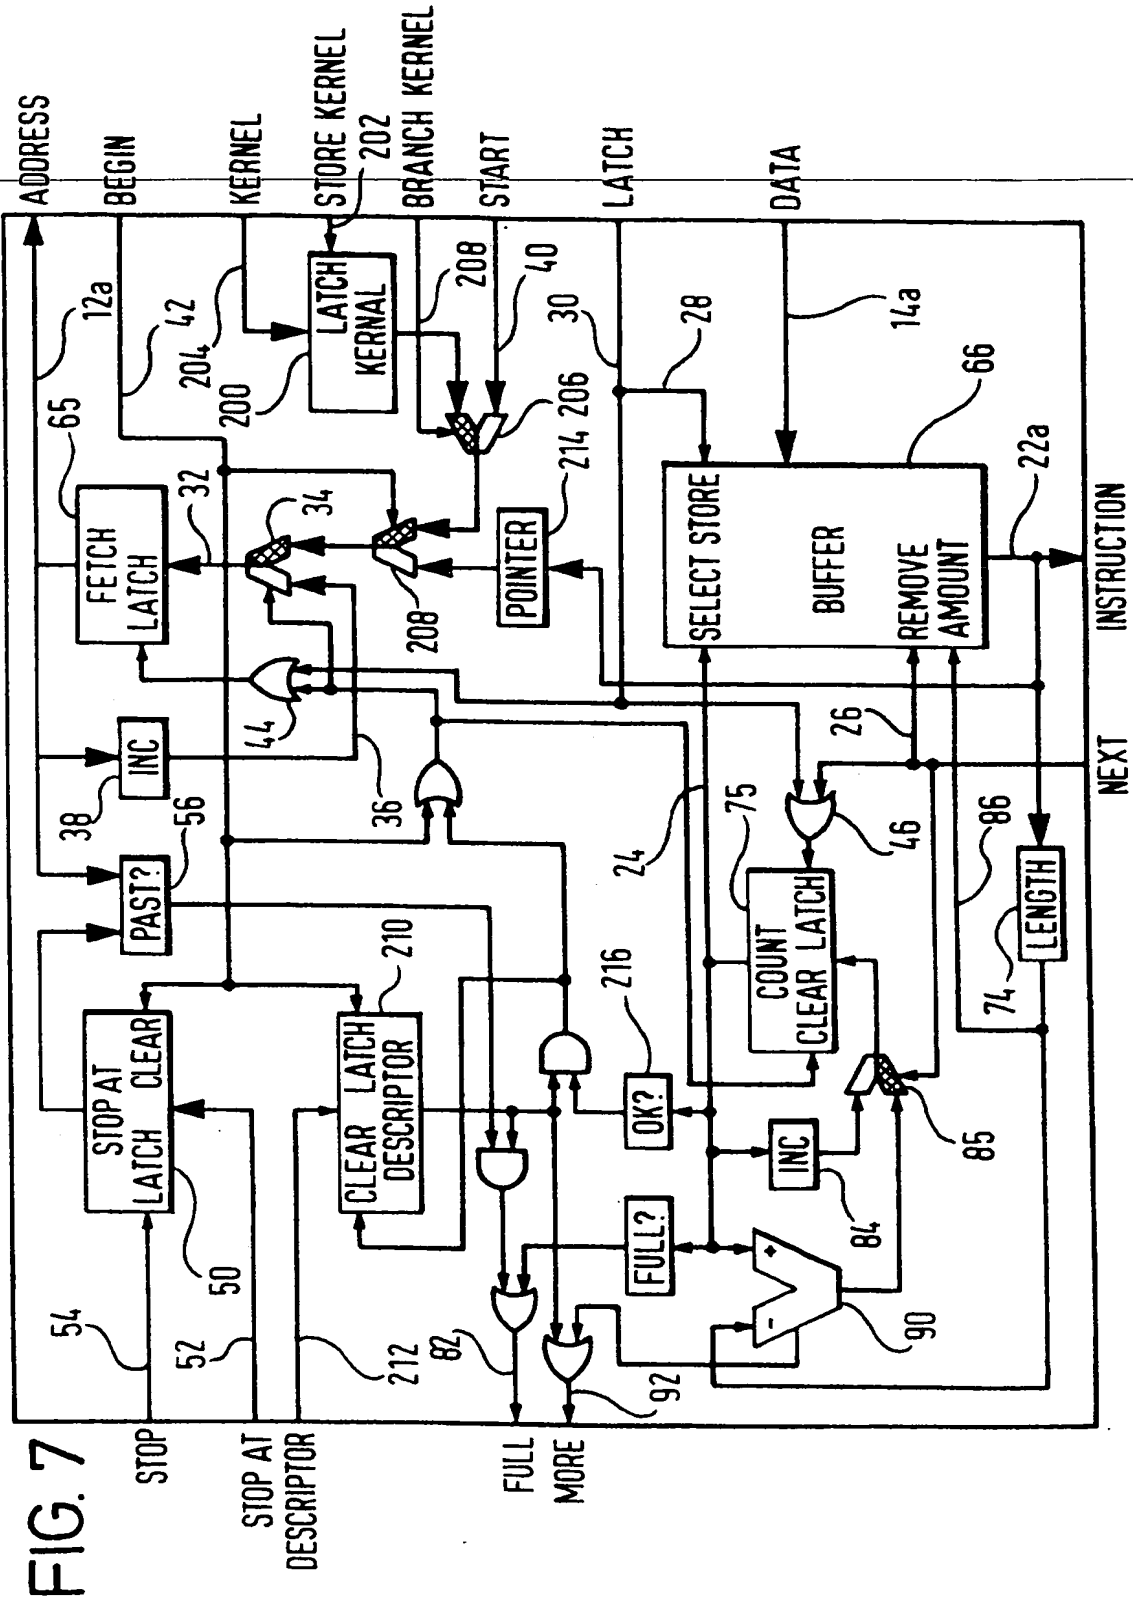 FIG. 7
STOP
STOP AT
DESCRIPTOR
FULL
MORE
54
52
212
82
92
50
STOP AT
LATCH CLEAR
CLEAR LATCH
DESCRIPTOR
210
PAST?
56
38
INC
36
44
FETCH
LATCH
65
32
34
208
POINTER
214
206
12a
42
204
200
LATCH
KERNAL
208
40
202
ADDRESS
BEGIN
KERNEL
STORE KERNEL
BRANCH KERNEL
START
LATCH
DATA
30
28
14a
SELECT STORE
BUFFER
REMOVE
AMOUNT
66
22a
INSTRUCTION
26
NEXT
24
75
COUNT
CLEAR LATCH
46
86
74
LENGTH
216
OK?
FULL?
INC
84
85
+
-
90